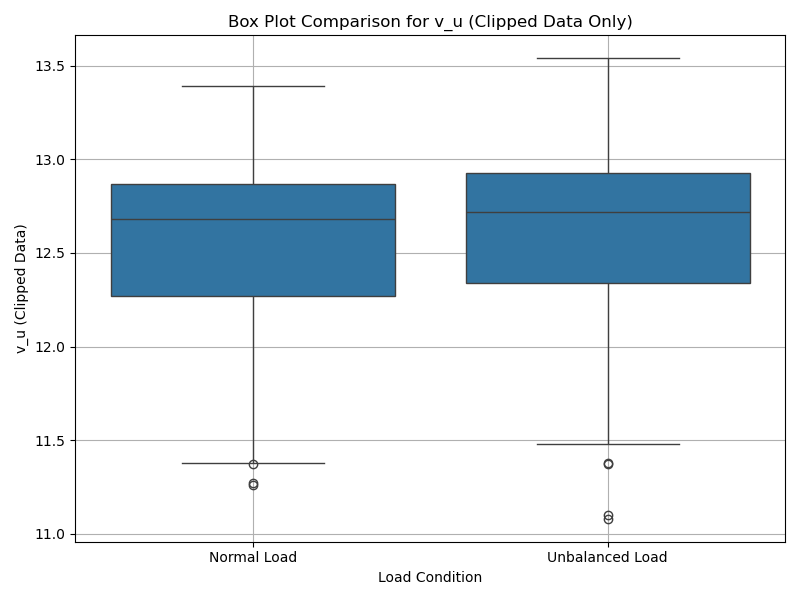 Box Plot Comparison for v_u (Clipped Data Only)
v_u (Clipped Data)
13.5
13.0
12.5
12.0
11.5
11.0
Normal Load
Unbalanced Load
Load Condition